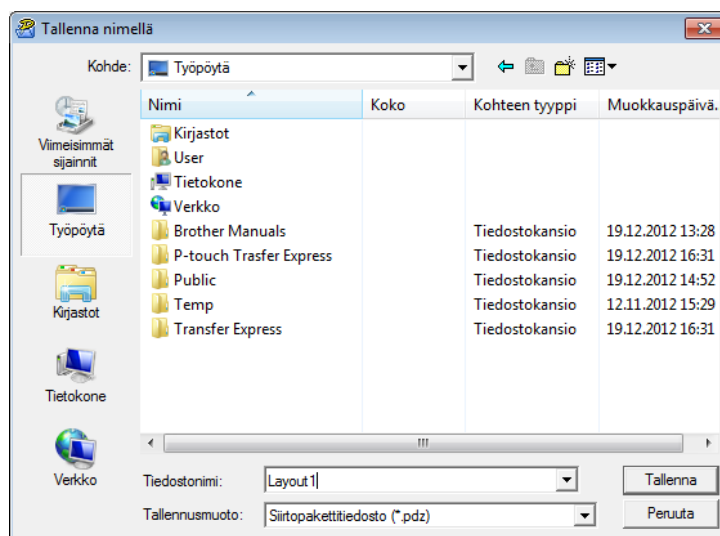 Tallenna nimellä
Kohde: Työpöytä
Nimi Koko Kohteen tyyppi Muokkauspäivä.
Viimeisimmät
sijainnit
Työpöytä
Kirjastot
Tietokone
Verkko
Kirjastot
User
Tietokone
Verkko
Brother Manuals Tiedostokansio 19.12.2012 13:28
P-touch Trasfer Express Tiedostokansio 19.12.2012 16:31
Public Tiedostokansio 19.12.2012 14:52
Temp Tiedostokansio 12.11.2012 15:29
Transfer Express Tiedostokansio 19.12.2012 16:31
Tiedostonimi: Layout1 Tallenna
Tallennusmuoto: Siirtopakettitiedosto (*.pdz) Peruuta